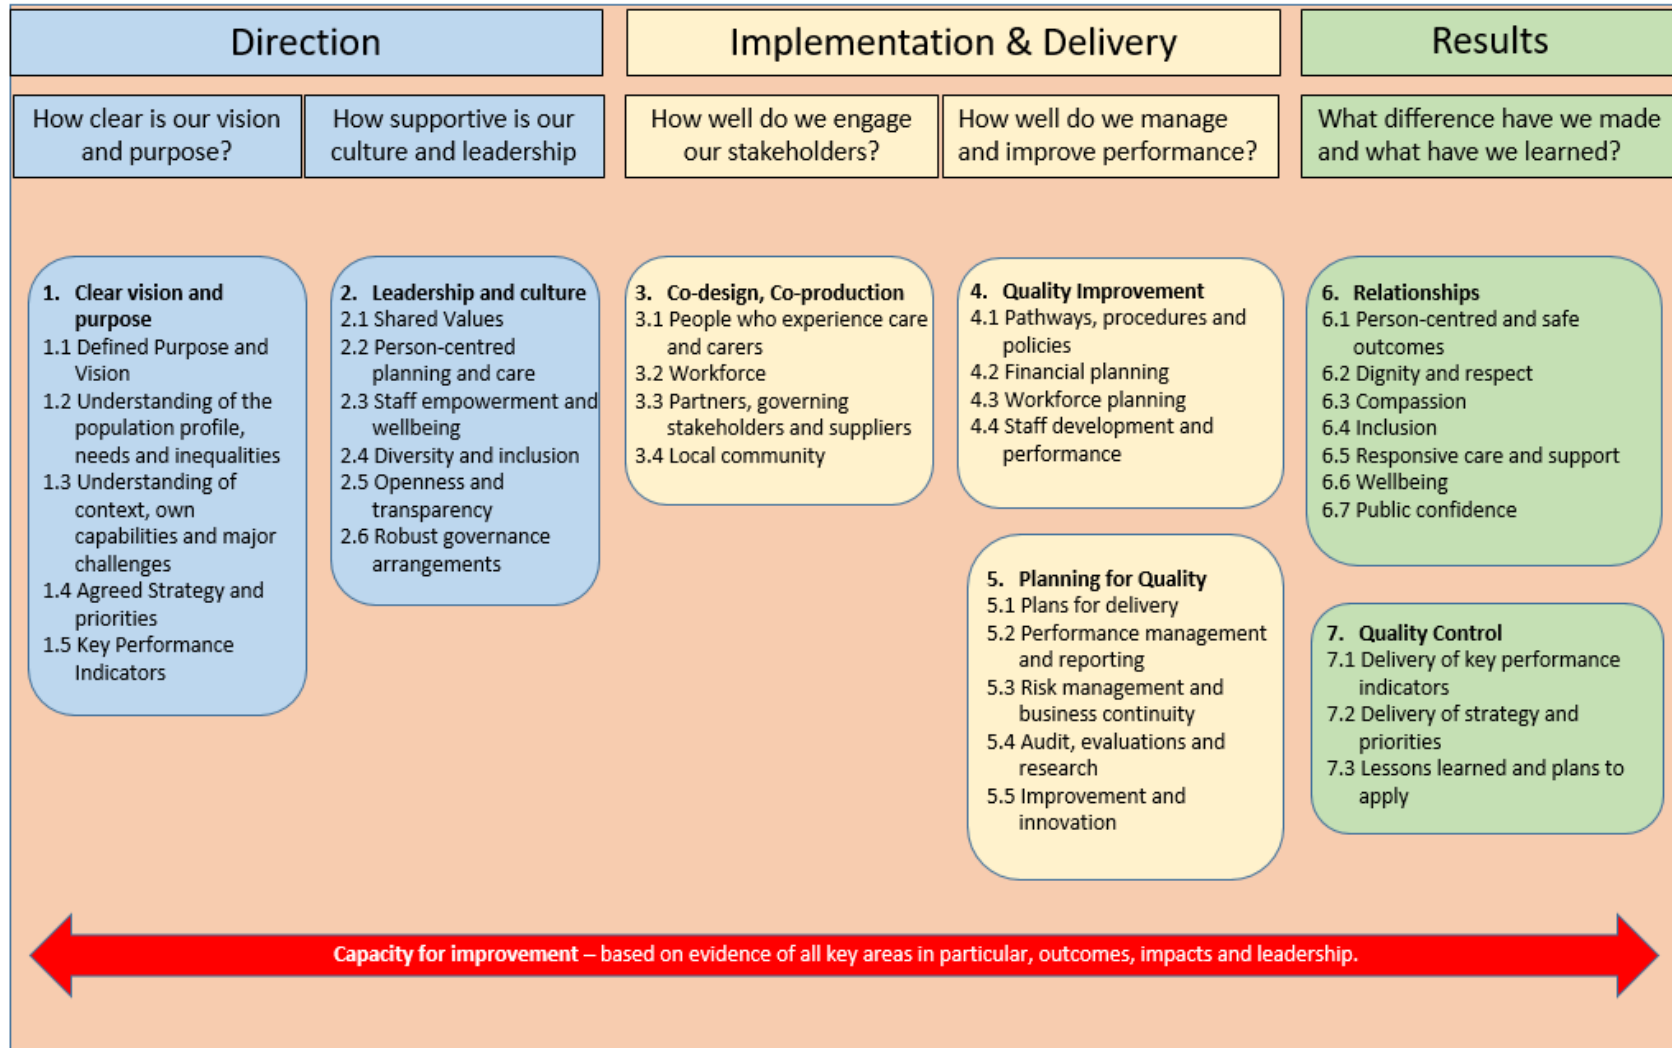 Direction
Implementation & Delivery
Results
How clear is our vision
and purpose?
How supportive is our
culture and leadership
How well do we engage
our stakeholders?
How well do we manage
and improve performance?
What difference have we made
and what have we learned?
1. Clear vision and
purpose
1.1 Defined Purpose and
Vision
1.2 Understanding of the
population profile,
needs and inequalities
1.3 Understanding of
context, own
capabilities and major
challenges
1.4 Agreed Strategy and
priorities
1.5 Key Performance
Indicators
2. Leadership and culture
2.1 Shared Values
2.2 Person-centred
planning and care
2.3 Staff empowerment and
wellbeing
2.4 Diversity and inclusion
2.5 Openness and
transparency
2.6 Robust governance
arrangements
3. Co-design, Co-production
3.1 People who experience care
and carers
3.2 Workforce
3.3 Partners, governing
stakeholders and suppliers
3.4 Local community
4. Quality Improvement
4.1 Pathways, procedures and
policies
4.2 Financial planning
4.3 Workforce planning
4.4 Staff development and
performance
5. Planning for Quality
5.1 Plans for delivery
5.2 Performance management
and reporting
5.3 Risk management and
business continuity
5.4 Audit, evaluations and
research
5.5 Improvement and
innovation
6. Relationships
6.1 Person-centred and safe
outcomes
6.2 Dignity and respect
6.3 Compassion
6.4 Inclusion
6.5 Responsive care and support
6.6 Wellbeing
6.7 Public confidence
7. Quality Control
7.1 Delivery of key performance
indicators
7.2 Delivery of strategy and
priorities
7.3 Lessons learned and plans to
apply
Capacity for improvement – based on evidence of all key areas in particular, outcomes, impacts and leadership.